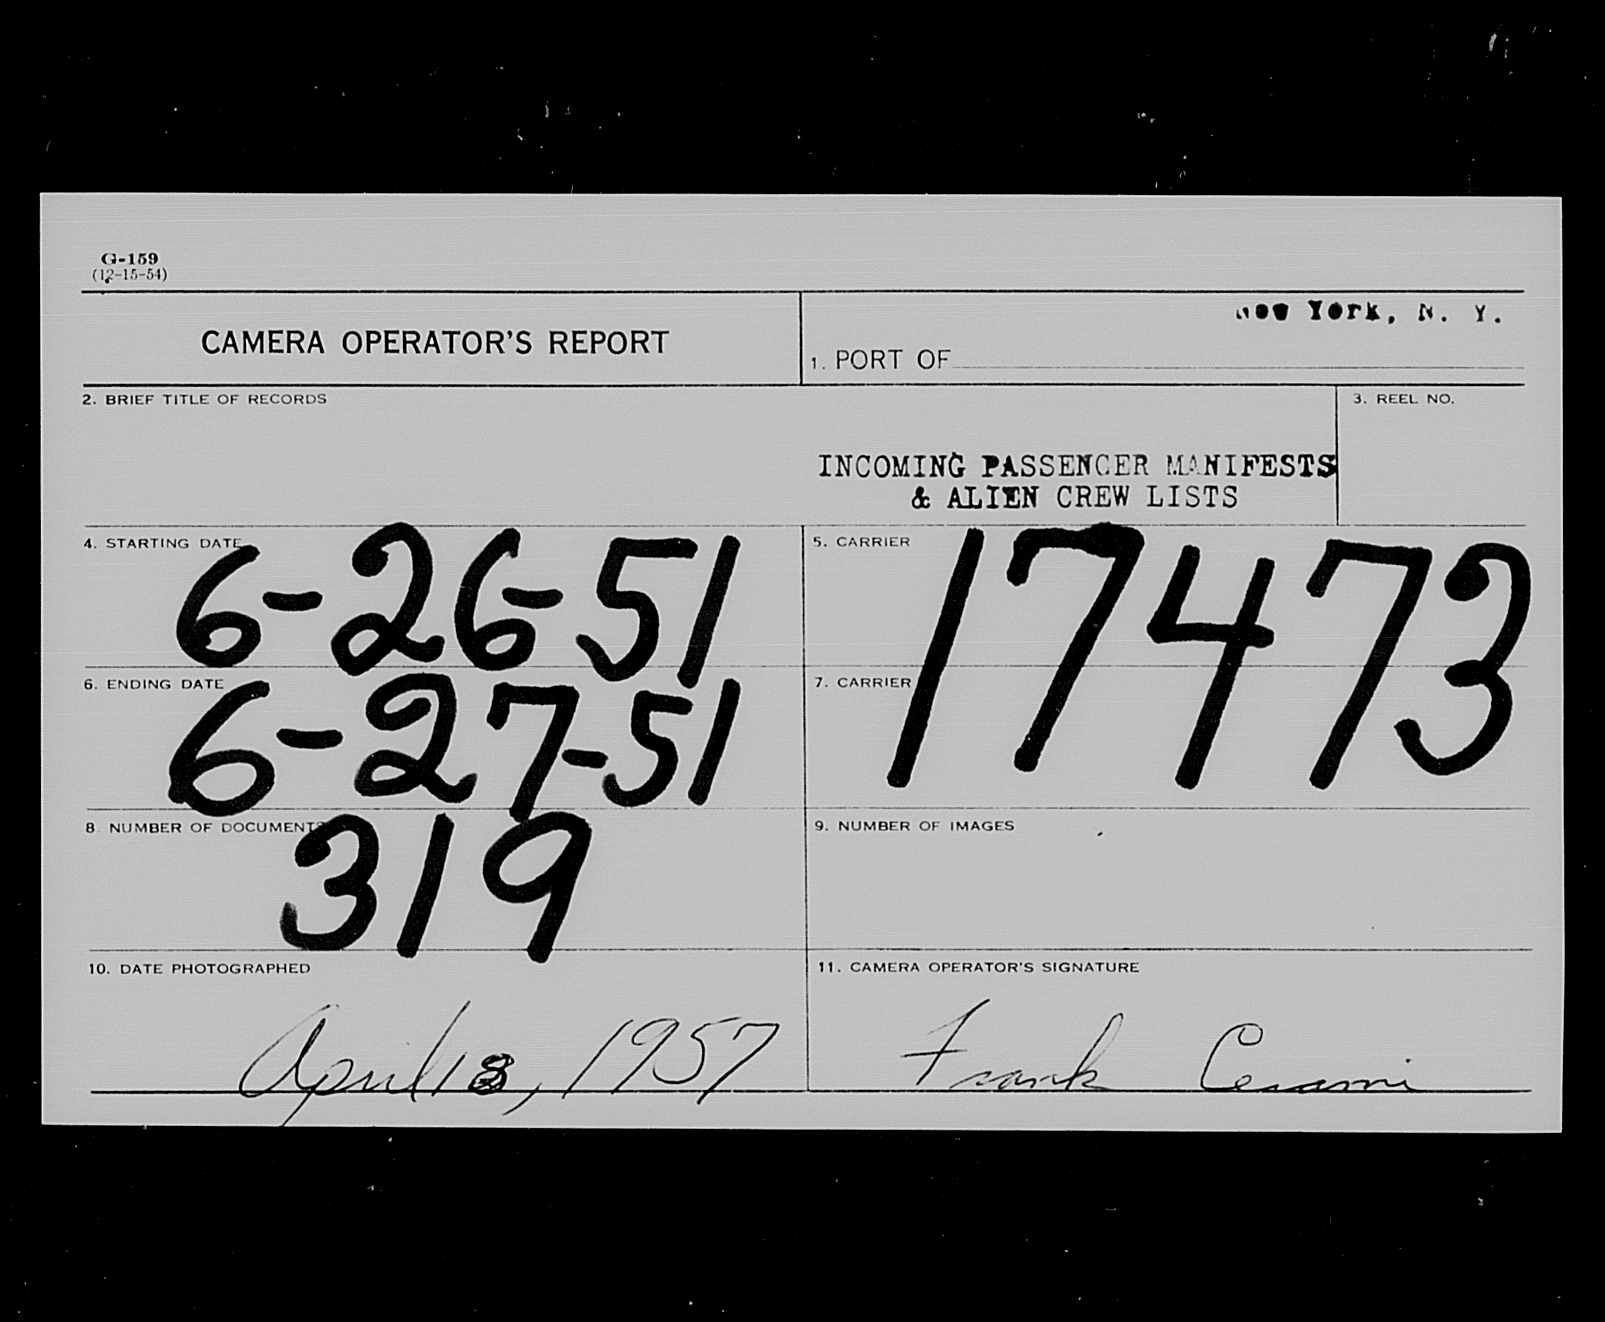 G-159
(12-15-54)
CAMERA OPERATOR'S REPORT
New York, N. Y.
1. PORT OF
2. BRIEF TITLE OF RECORDS
3. REEL NO.
INCOMING PASSENGER MANIFESTS
& ALIEN CREW LISTS
4. STARTING DATE
6-26-51
5. CARRIER
17473
6. ENDING DATE
6-27-51
7. CARRIER
8. NUMBER OF DOCUMENTS
319
9. NUMBER OF IMAGES
10. DATE PHOTOGRAPHED
April 18, 1957
11. CAMERA OPERATOR'S SIGNATURE
Frank Cerami